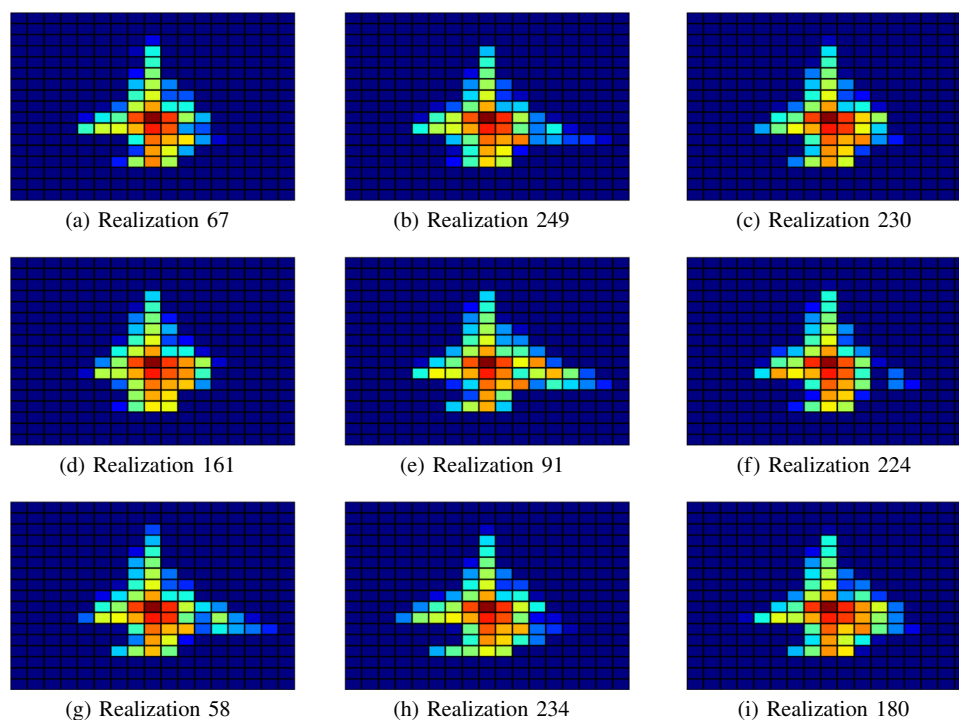 (a) Realization 67
(b) Realization 249
(c) Realization 230
(d) Realization 161
(e) Realization 91
(f) Realization 224
(g) Realization 58
(h) Realization 234
(i) Realization 180